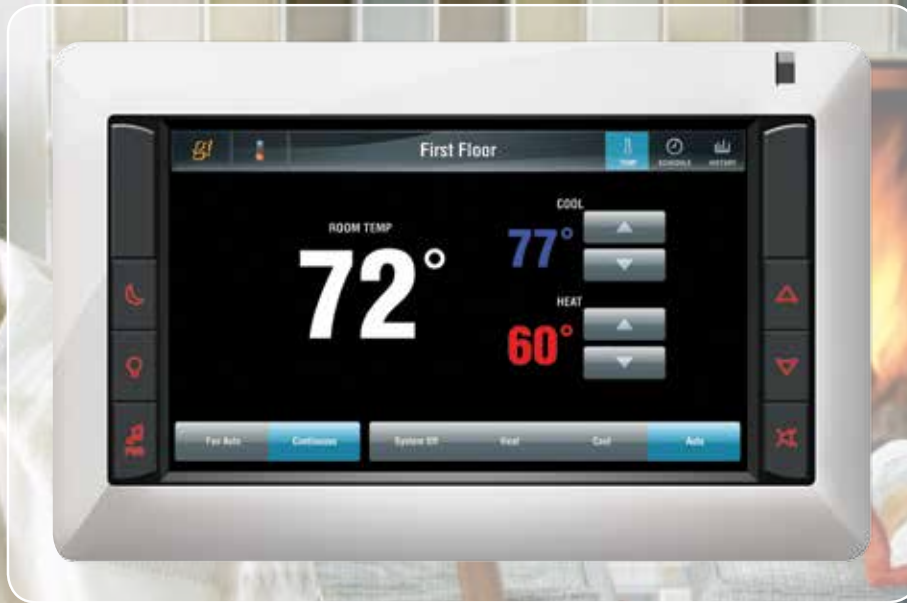 g!
First Floor
TEMP
SCHEDULE
HISTORY
ROOM TEMP
72°
COOL
77°
HEAT
60°
Fan Auto
Continuous
System Off
Heat
Cool
Auto